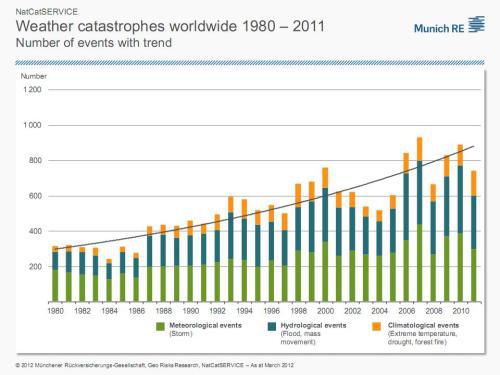 NatCatSERVICE
Weather catastrophes worldwide 1980 – 2011
Number of events with trend
Munich RE
Number
1 200
1 000
800
600
400
200
1980 1982 1984 1986 1988 1990 1992 1994 1996 1998 2000 2002 2004 2006 2008 2010
Meteorological events
(Storm)
Hydrological events
(Flood, mass
movement)
Climatological events
(Extreme temperature,
drought, forest fire)
© 2012 Münchener Rückversicherungs-Gesellschaft, Geo Risks Research, NatCatSERVICE – As at March 2012